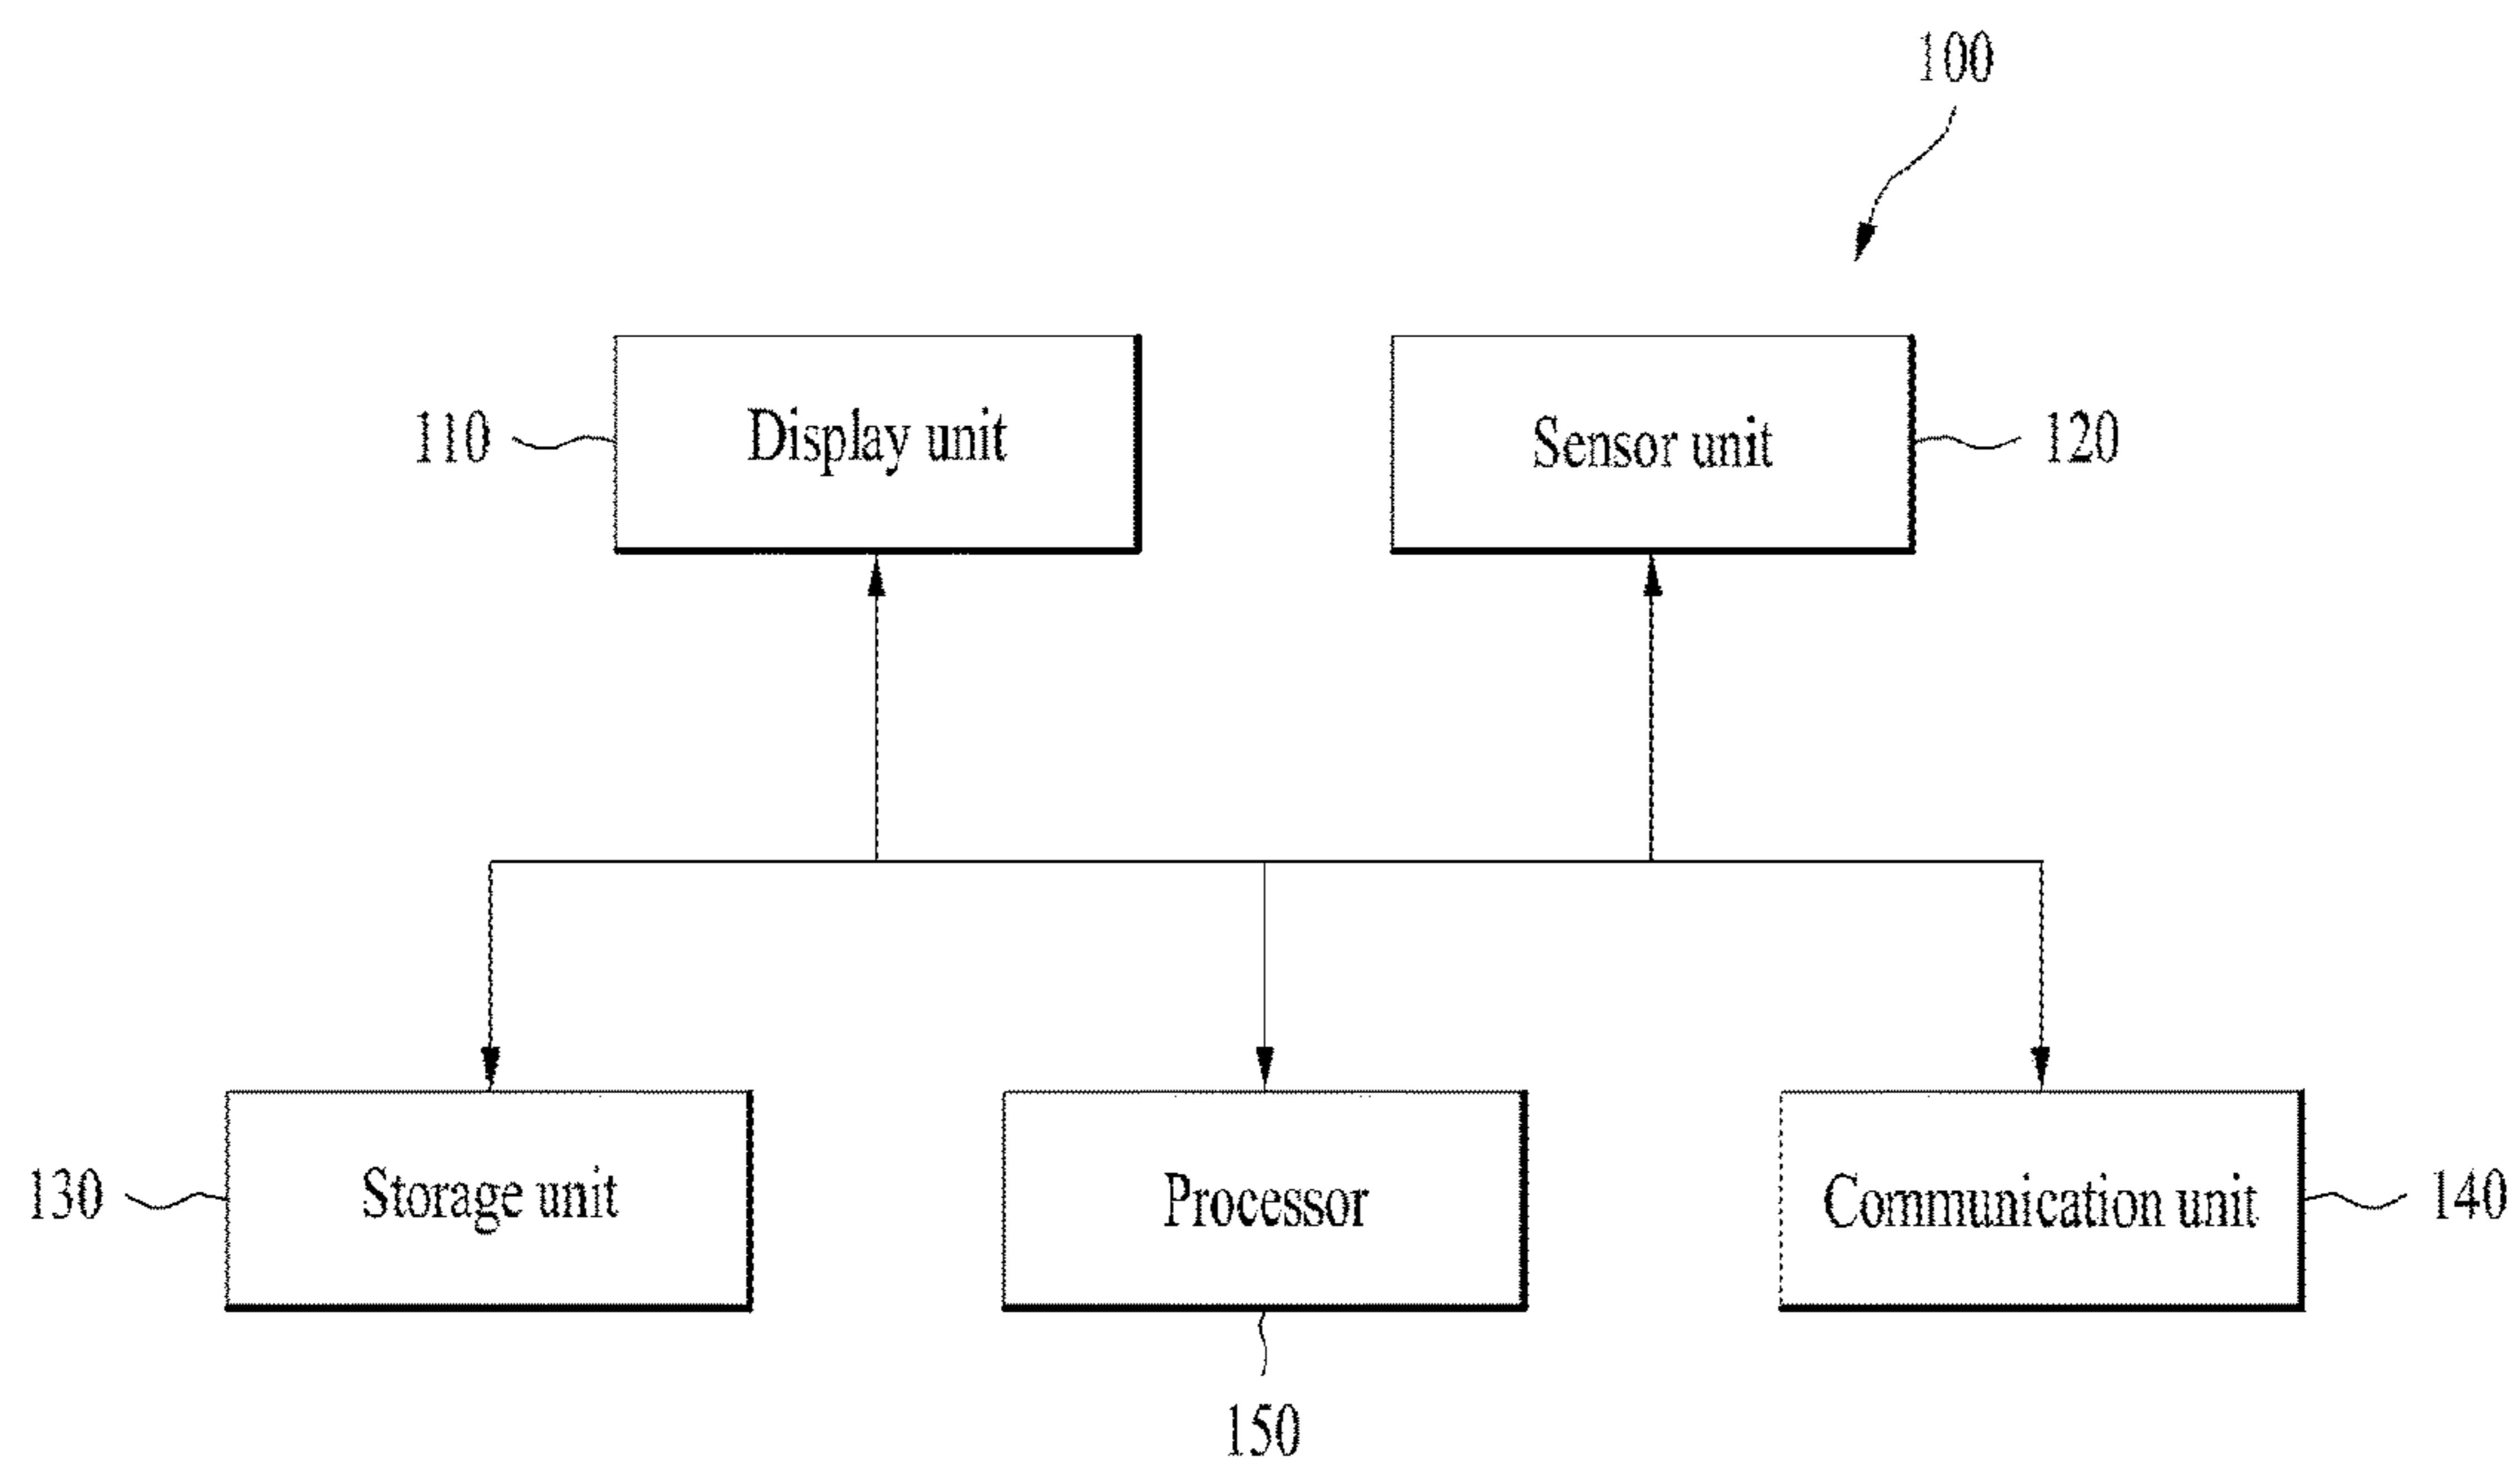 100
110
Display unit
Sensor unit
120
130
Storage unit
Processor
Communication unit
140
150